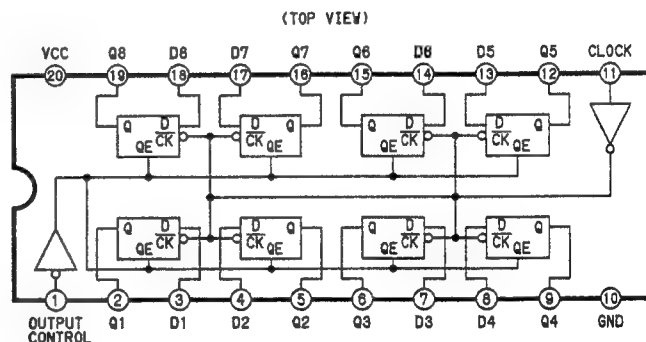 (TOP VIEW)
VCC Q8 D8 D7 Q7 Q6 D6 D5 Q5 CLOCK
20 19 18 17 16 15 14 13 12 11
Q D CK QE D Q CK QE Q D CK QE D Q CK QE
Q D QE CK D Q CK QE Q D QE CK D Q CK QE
1 2 3 4 5 6 7 8 9 10
OUTPUT CONTROL Q1 D1 D2 Q2 Q3 D3 D4 Q4 GND